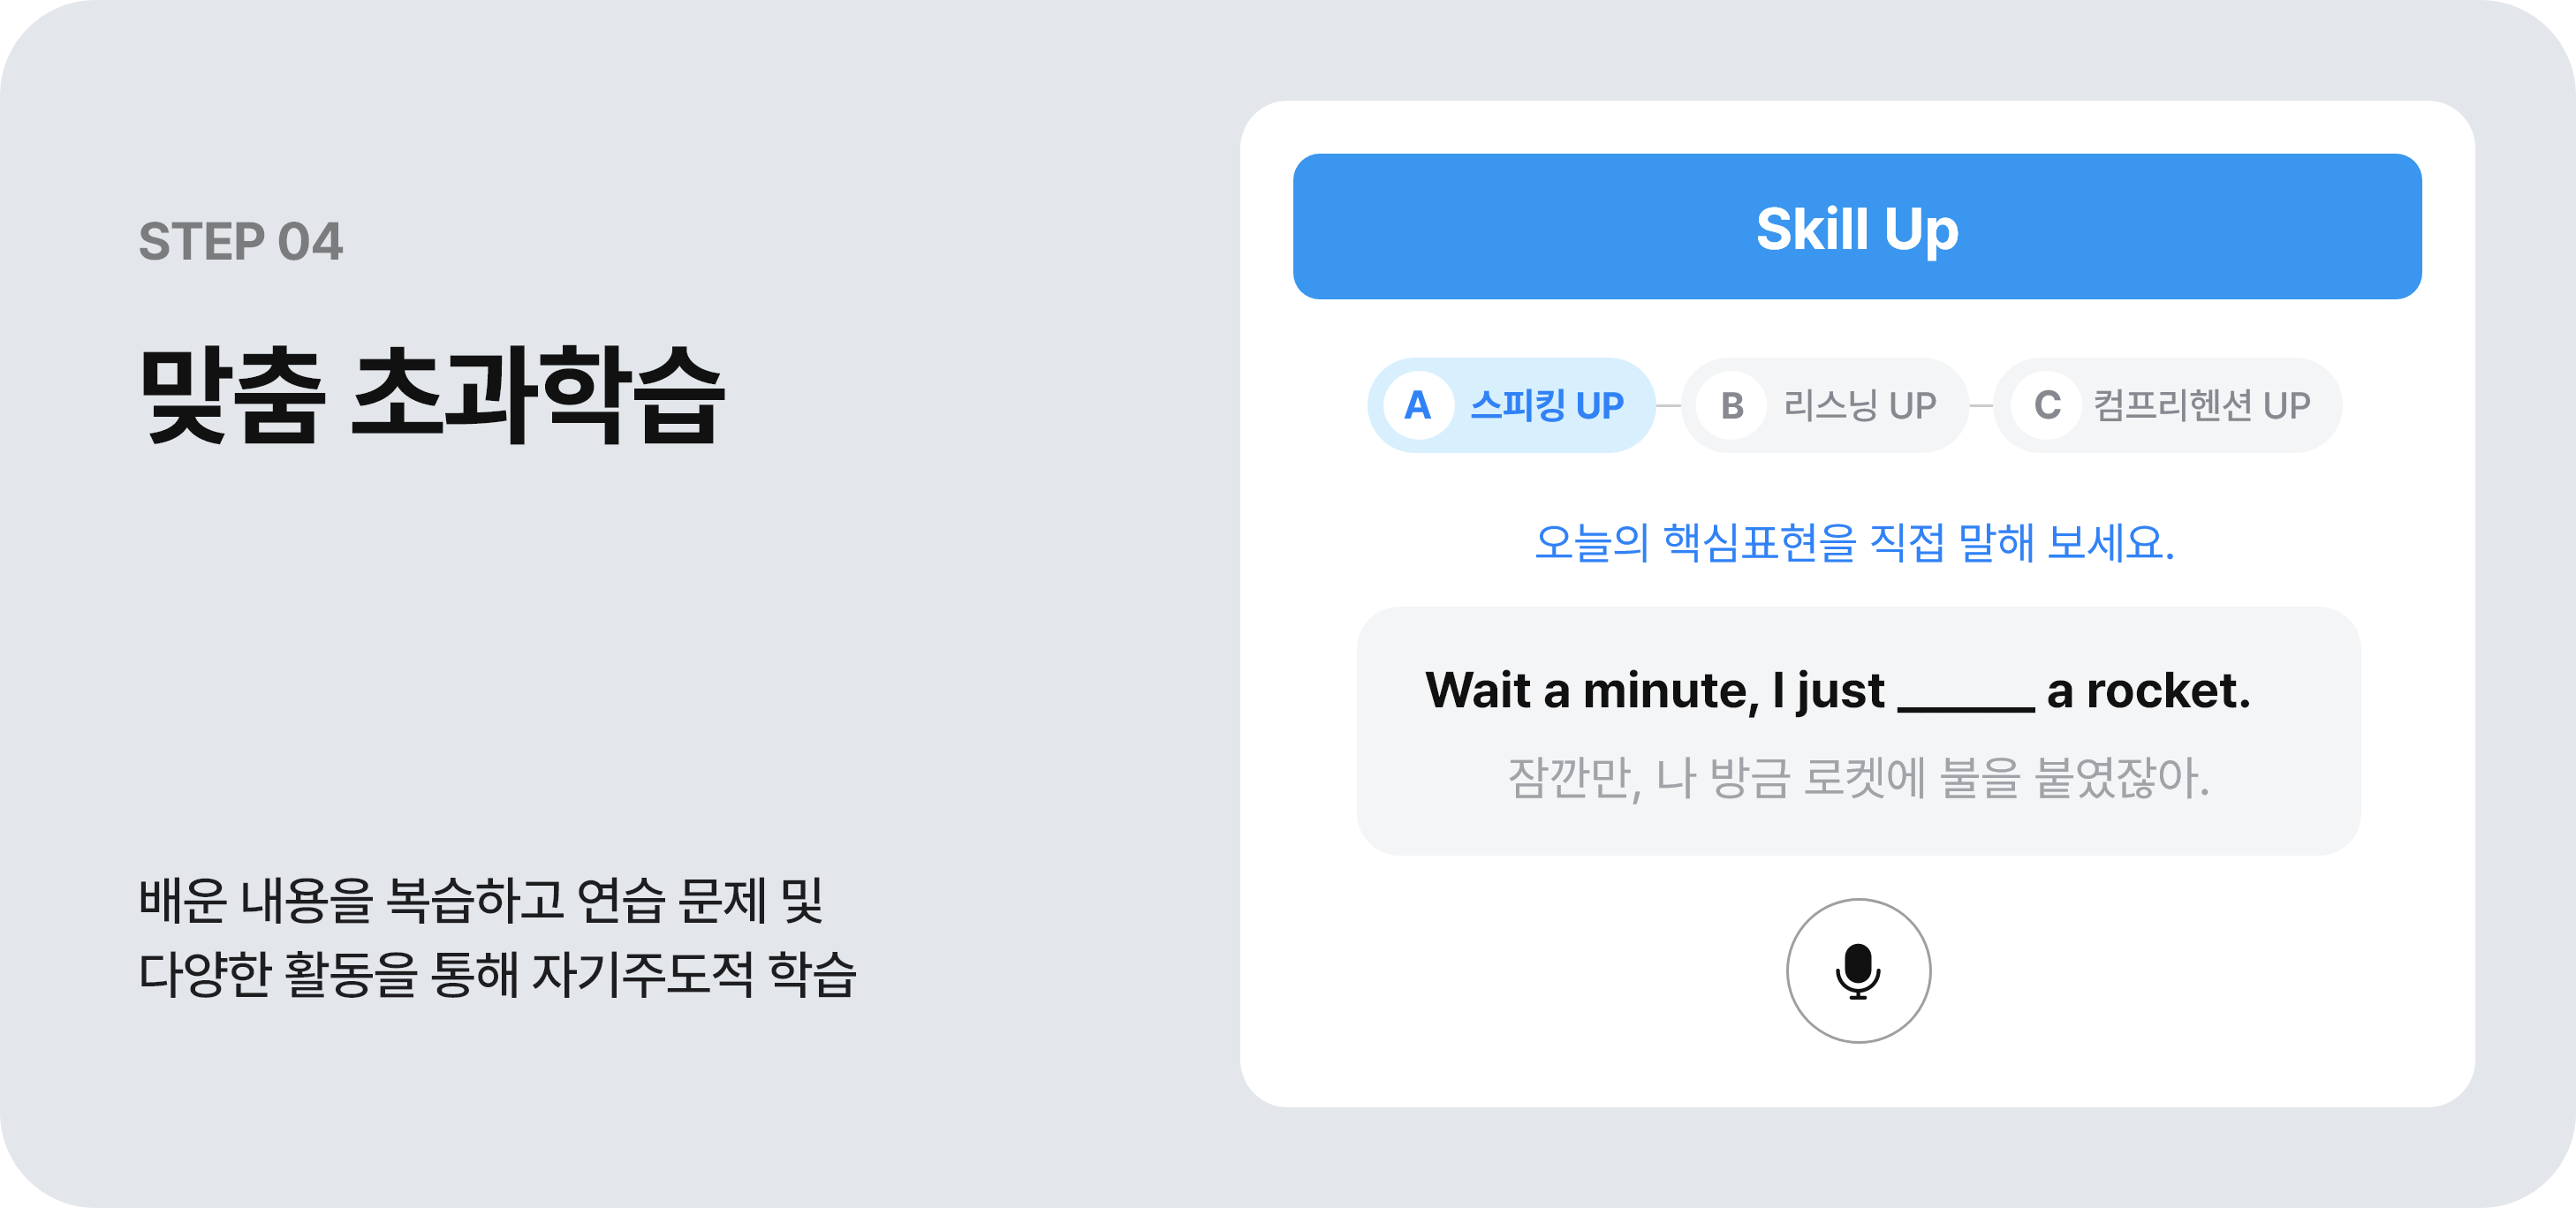 STEP 04
맞춤 초과학습
배운 내용을 복습하고 연습 문제 및
다양한 활동을 통해 자기주도적 학습
Skill Up
A 스피킹 UP
B 리스닝 UP
C 컴프리헨션 UP
오늘의 핵심표현을 직접 말해 보세요.
Wait a minute, I just ______ a rocket.
잠깐만, 나 방금 로켓에 불을 붙였잖아.